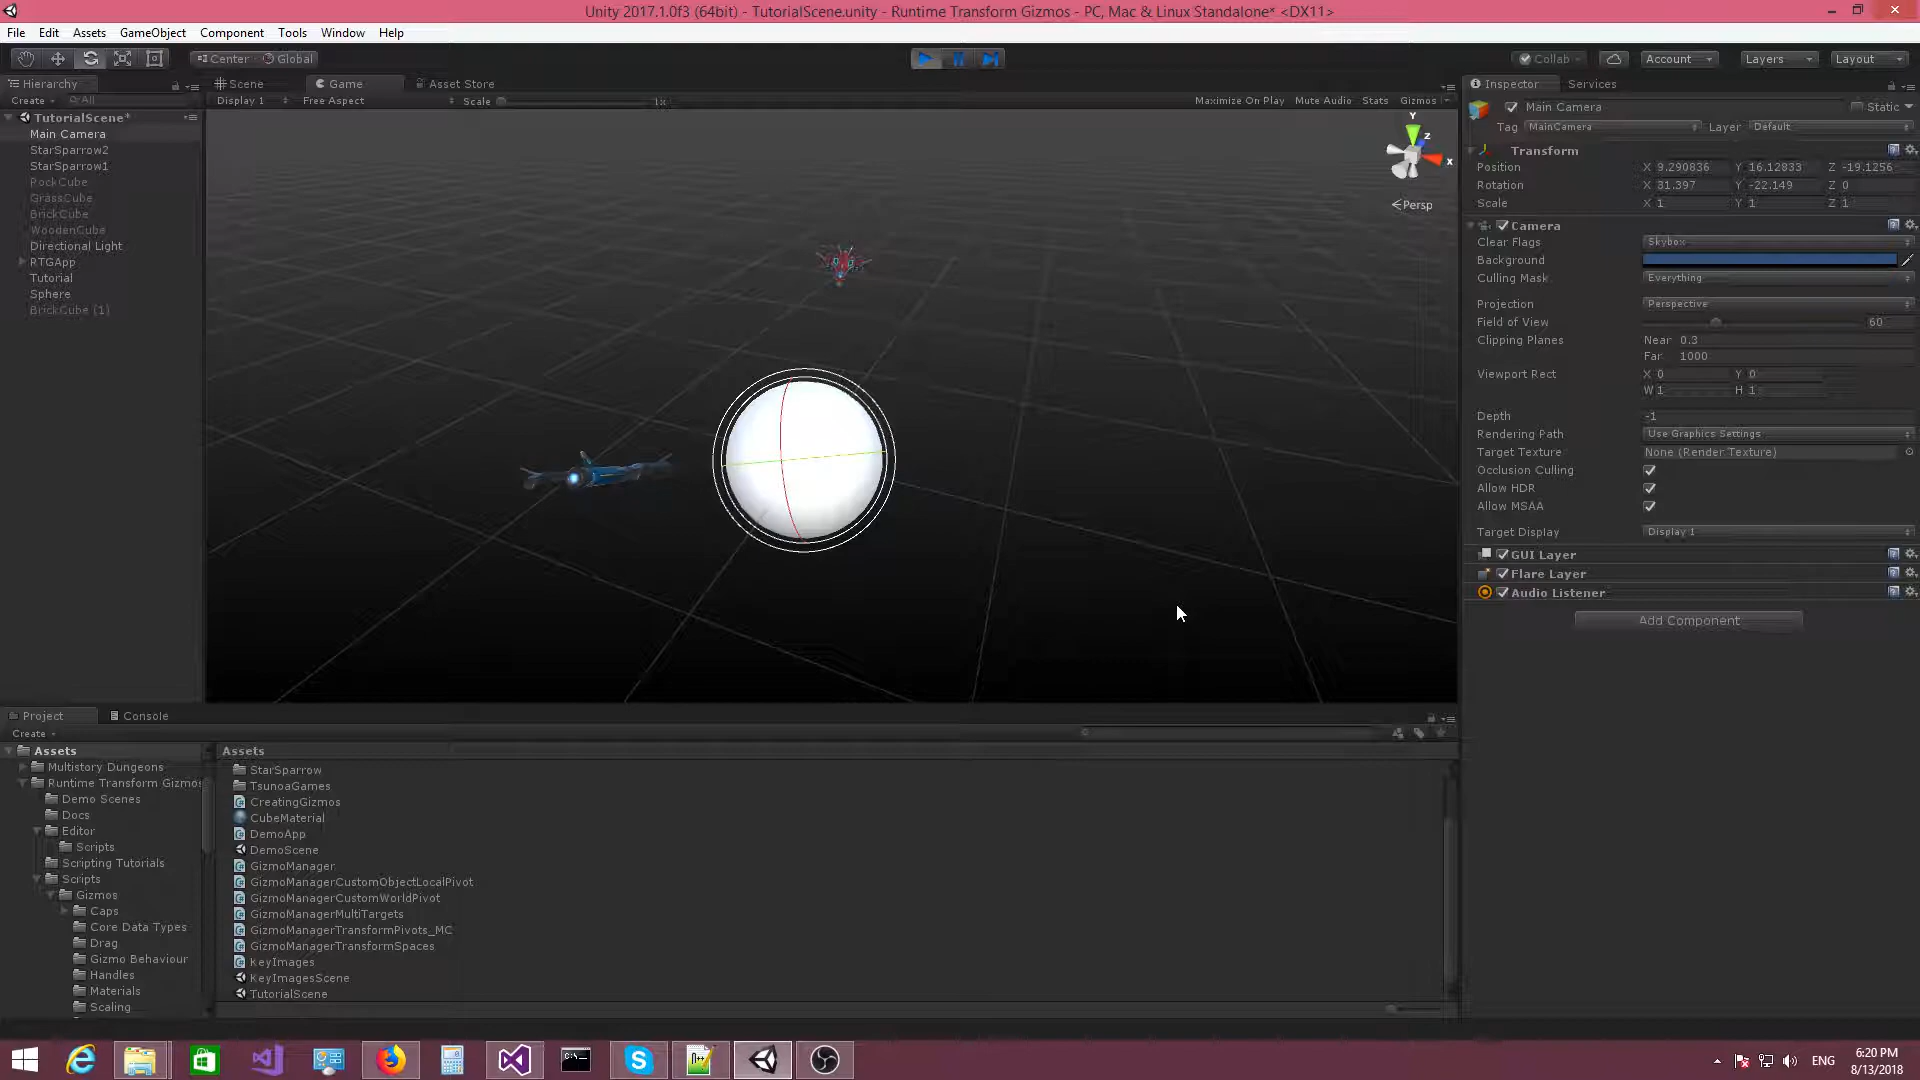 Unity 2017.1.0f3 (64bit) - TutorialScene.unity - Runtime Transform Gizmos - PC, Mac & Linux Standalone* <DX11>
File Edit Assets GameObject Component Tools Window Help
Center Global Collab Account Layers Layout
Hierarchy Scene Game Asset Store Inspector Services
Create All Display 1 Free Aspect Scale 1x Maximize On Play Mute Audio Stats Gizmos
TutorialScene*
Main Camera
StarSparrow2
StarSparrow1
RockCube
GrassCube
BrickCube
WoodenCube
Directional Light
RTGApp
Tutorial
Sphere
BrickCube (1)
Y
z
x
Persp
Main Camera Static
Tag MainCamera Layer Default
Transform
Position X 9.290836 Y 16.12833 Z -19.1256
Rotation X 31.397 Y -22.149 Z 0
Scale X 1 Y 1 Z 1
Camera
Clear Flags Skybox
Background
Culling Mask Everything
Projection Perspective
Field of View 60
Clipping Planes Near 0.3
Far 1000
Viewport Rect X 0 Y 0
W 1 H 1
Depth -1
Rendering Path Use Graphics Settings
Target Texture None (Render Texture)
Occlusion Culling
Allow HDR
Allow MSAA
Target Display Display 1
GUI Layer
Flare Layer
Audio Listener
Add Component
Project Console
Create
Assets
Multistory Dungeons
Runtime Transform Gizmos
Demo Scenes
Docs
Editor
Scripts
Scripting Tutorials
Scripts
Gizmos
Caps
Core Data Types
Drag
Gizmo Behaviour
Handles
Materials
Scaling
Assets
StarSparrow
TsunoaGames
CreatingGizmos
CubeMaterial
DemoApp
DemoScene
GizmoManager
GizmoManagerCustomObjectLocalPivot
GizmoManagerCustomWorldPivot
GizmoManagerMultiTargets
GizmoManagerTransformPivots_MC
GizmoManagerTransformSpaces
KeyImages
KeyImagesScene
TutorialScene
ENG
6:20 PM
8/13/2018